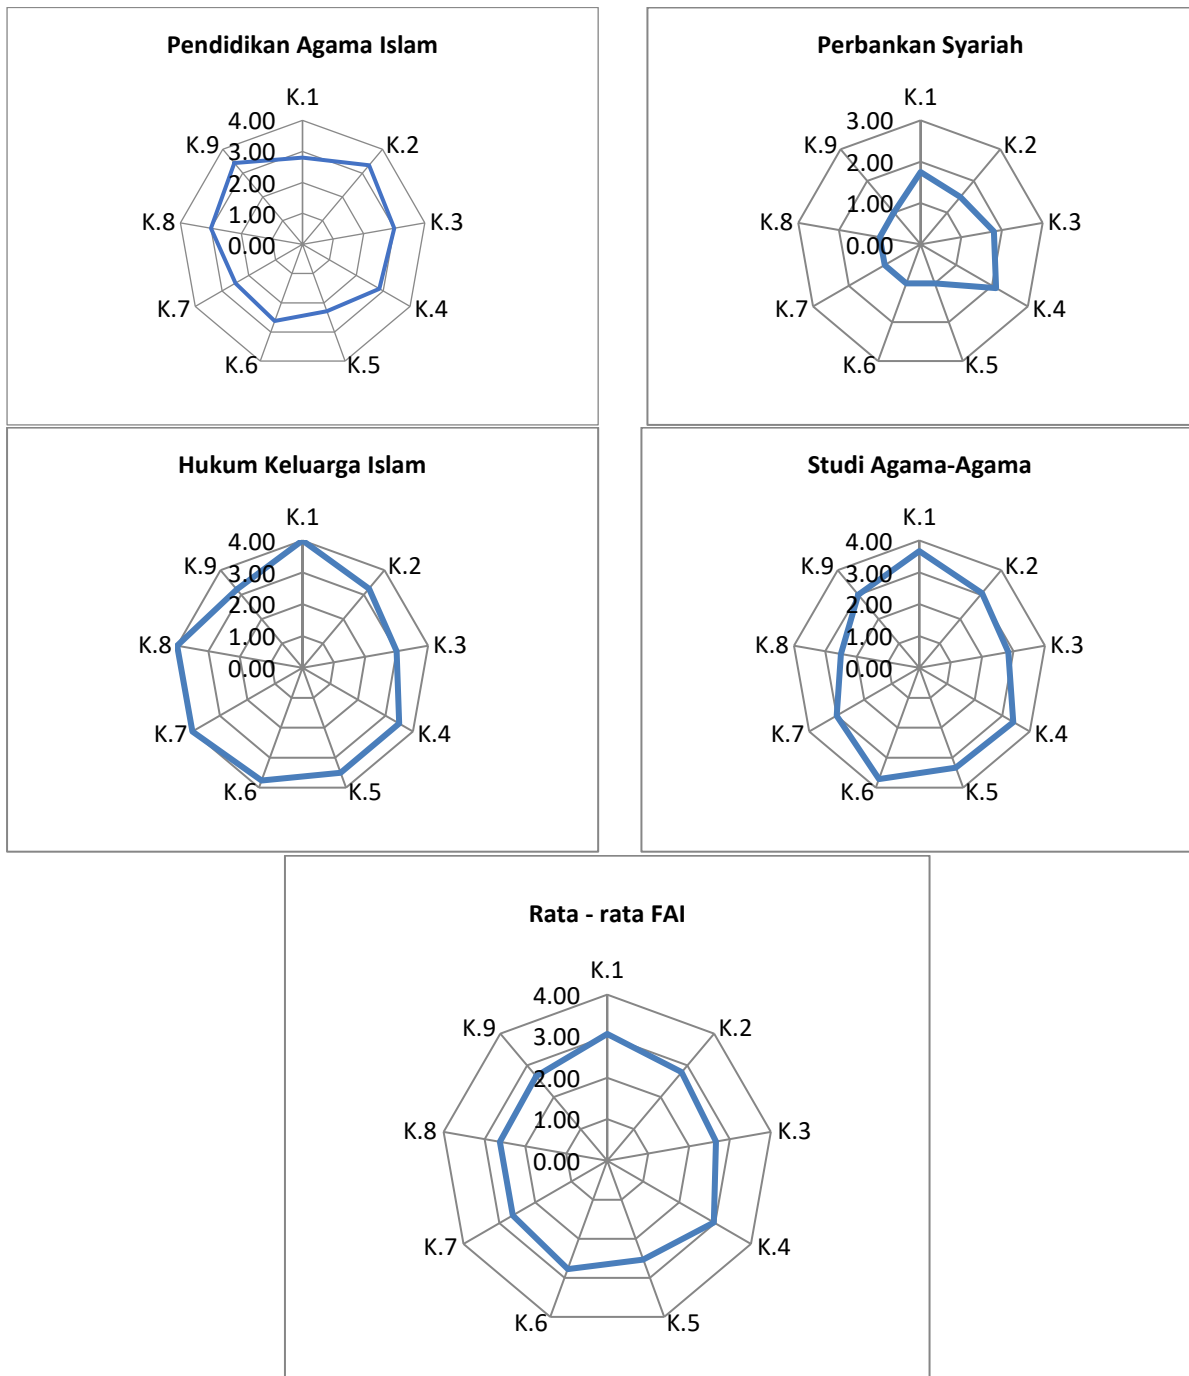 Pendidikan Agama Islam
K.1
K.2
K.3
K.4
K.5
K.6
K.7
K.8
K.9
4.00
3.00
2.00
1.00
0.00
Perbankan Syariah
K.1
K.2
K.3
K.4
K.5
K.6
K.7
K.8
K.9
3.00
2.00
1.00
0.00
Hukum Keluarga Islam
K.1
K.2
K.3
K.4
K.5
K.6
K.7
K.8
K.9
4.00
3.00
2.00
1.00
0.00
Studi Agama-Agama
K.1
K.2
K.3
K.4
K.5
K.6
K.7
K.8
K.9
4.00
3.00
2.00
1.00
0.00
Rata - rata FAI
K.1
K.2
K.3
K.4
K.5
K.6
K.7
K.8
K.9
4.00
3.00
2.00
1.00
0.00